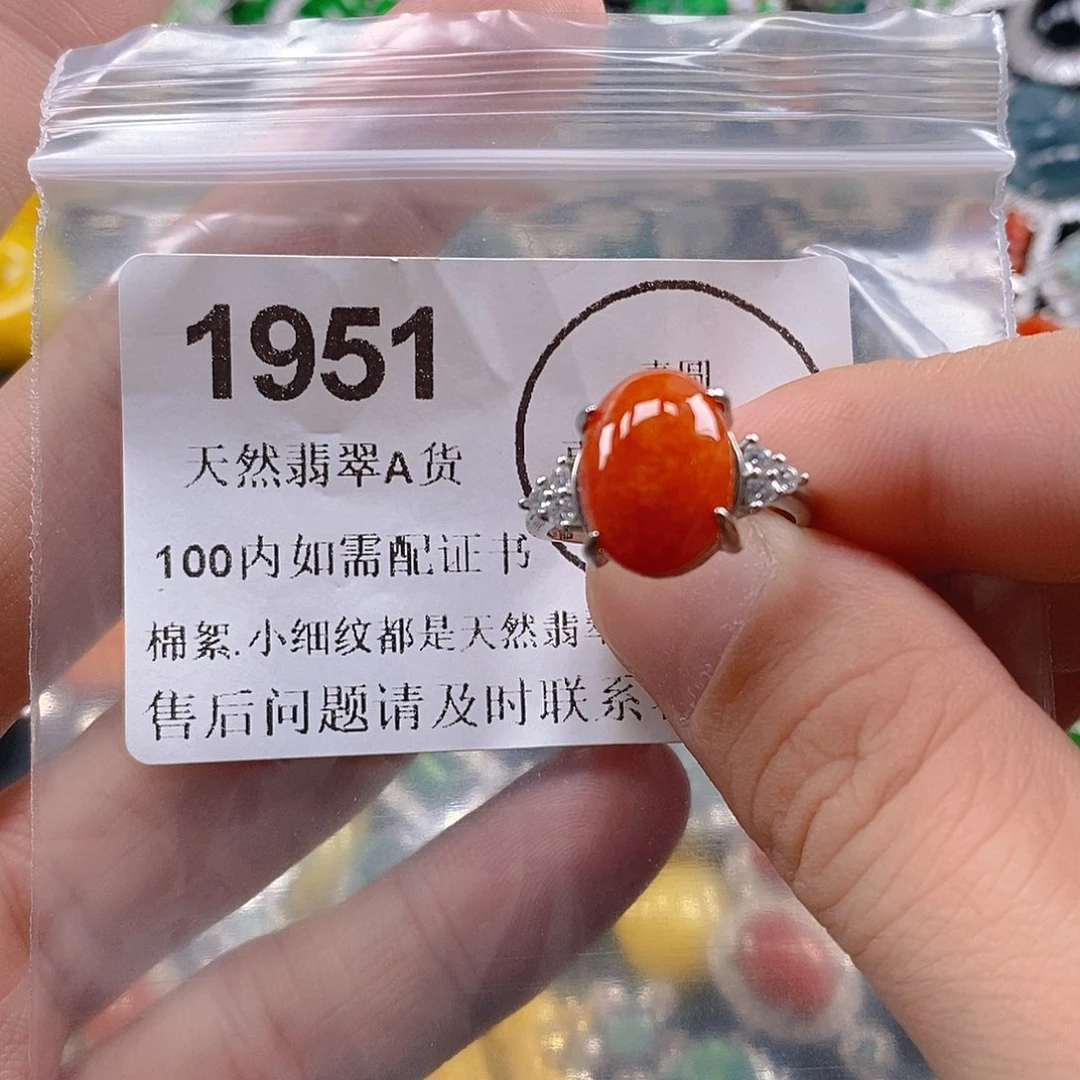 1951
天然翡翠A货
100内如需配证书
棉絮.小细纹都是天然翡翠
售后问题请及时联系